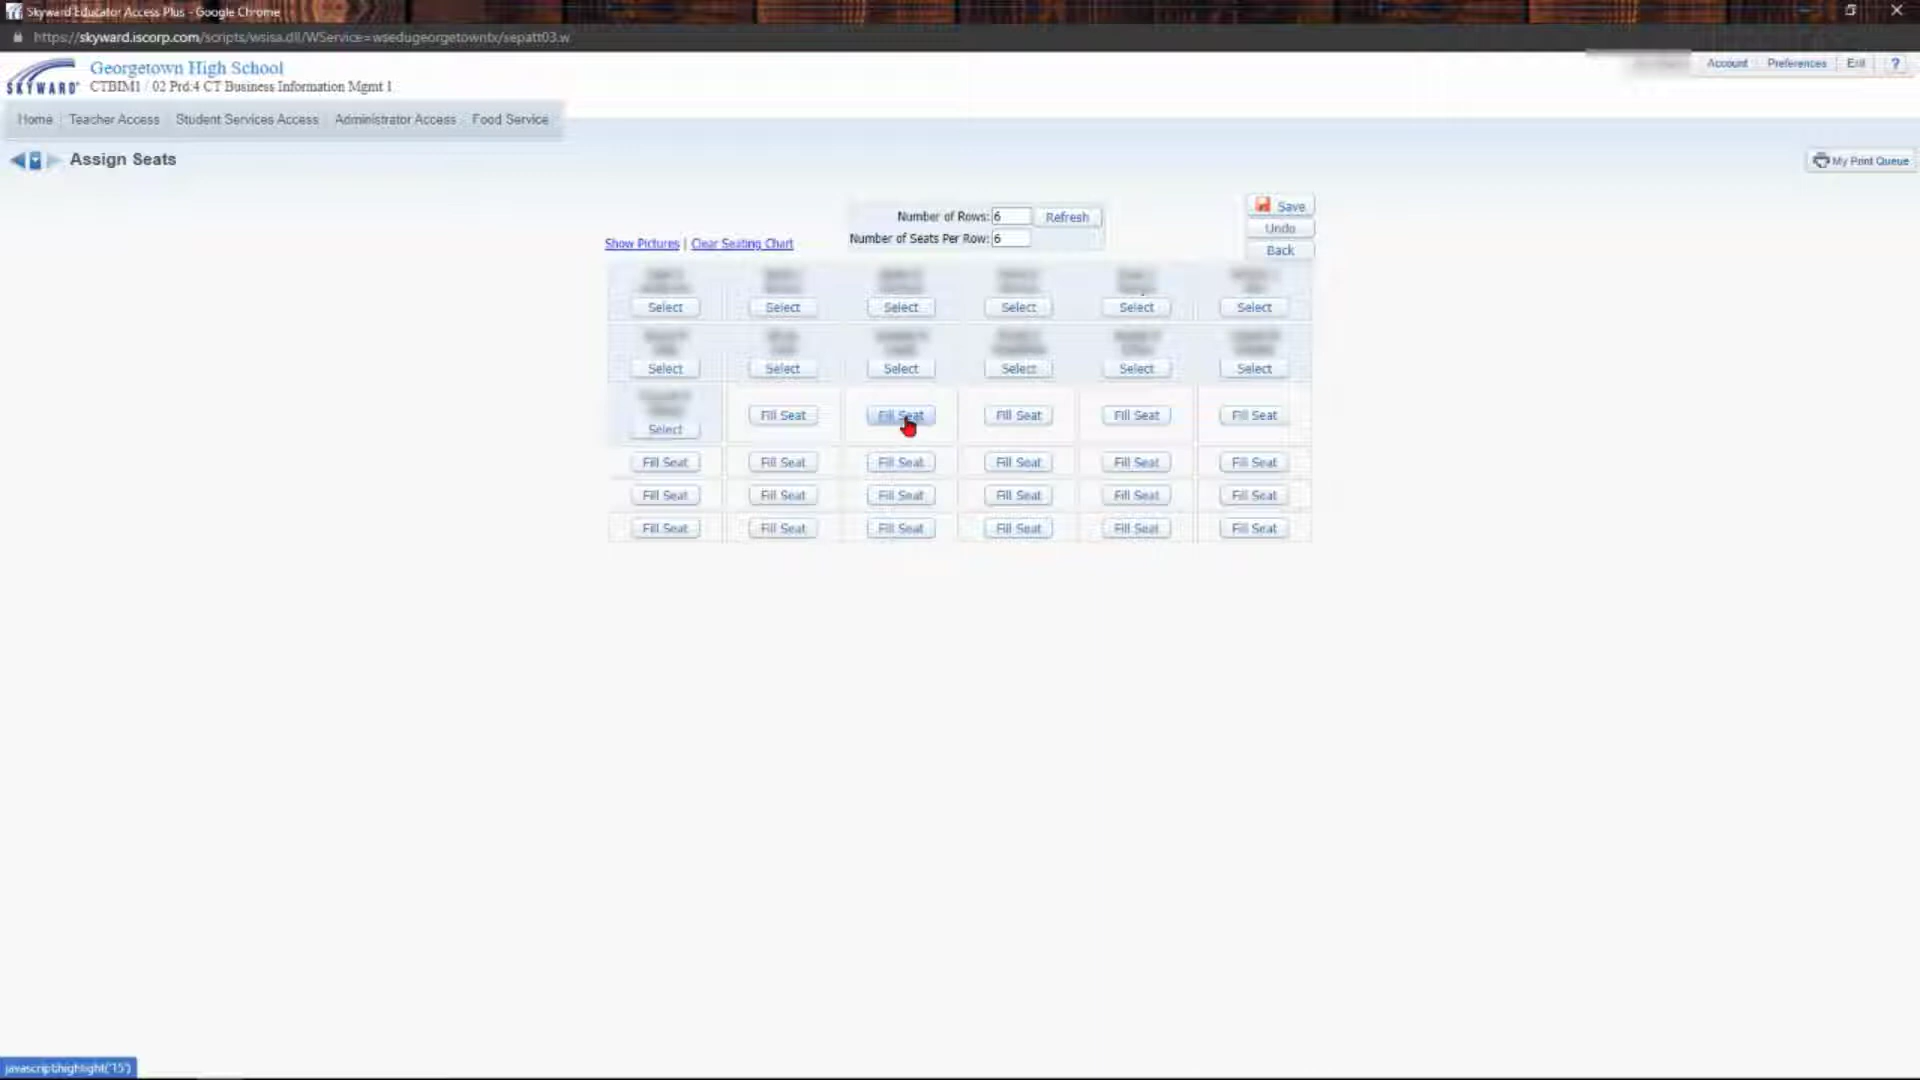 Skyward Educator Access Plus - Google Chrome
https://skyward.iscorp.com/scripts/wsisa.dll/WService=wsedugeorgetowntx/sepatt03.w
SKYWARD
Georgetown High School
CTBIM1 / 02 Prd:4 CT Business Information Mgmt 1
Account Preferences Exit ?
Home Teacher Access Student Services Access Administrator Access Food Service
Assign Seats
My Print Queue
Number of Rows: 6 Refresh
Number of Seats Per Row: 6
Show Pictures | Clear Seating Chart
Save
Undo
Back
Select Select Select Select Select Select
Select Select Select Select Select Select
Select Fill Seat Fill Seat Fill Seat Fill Seat Fill Seat
Fill Seat Fill Seat Fill Seat Fill Seat Fill Seat Fill Seat
Fill Seat Fill Seat Fill Seat Fill Seat Fill Seat Fill Seat
Fill Seat Fill Seat Fill Seat Fill Seat Fill Seat Fill Seat
javascript:highlight('15')